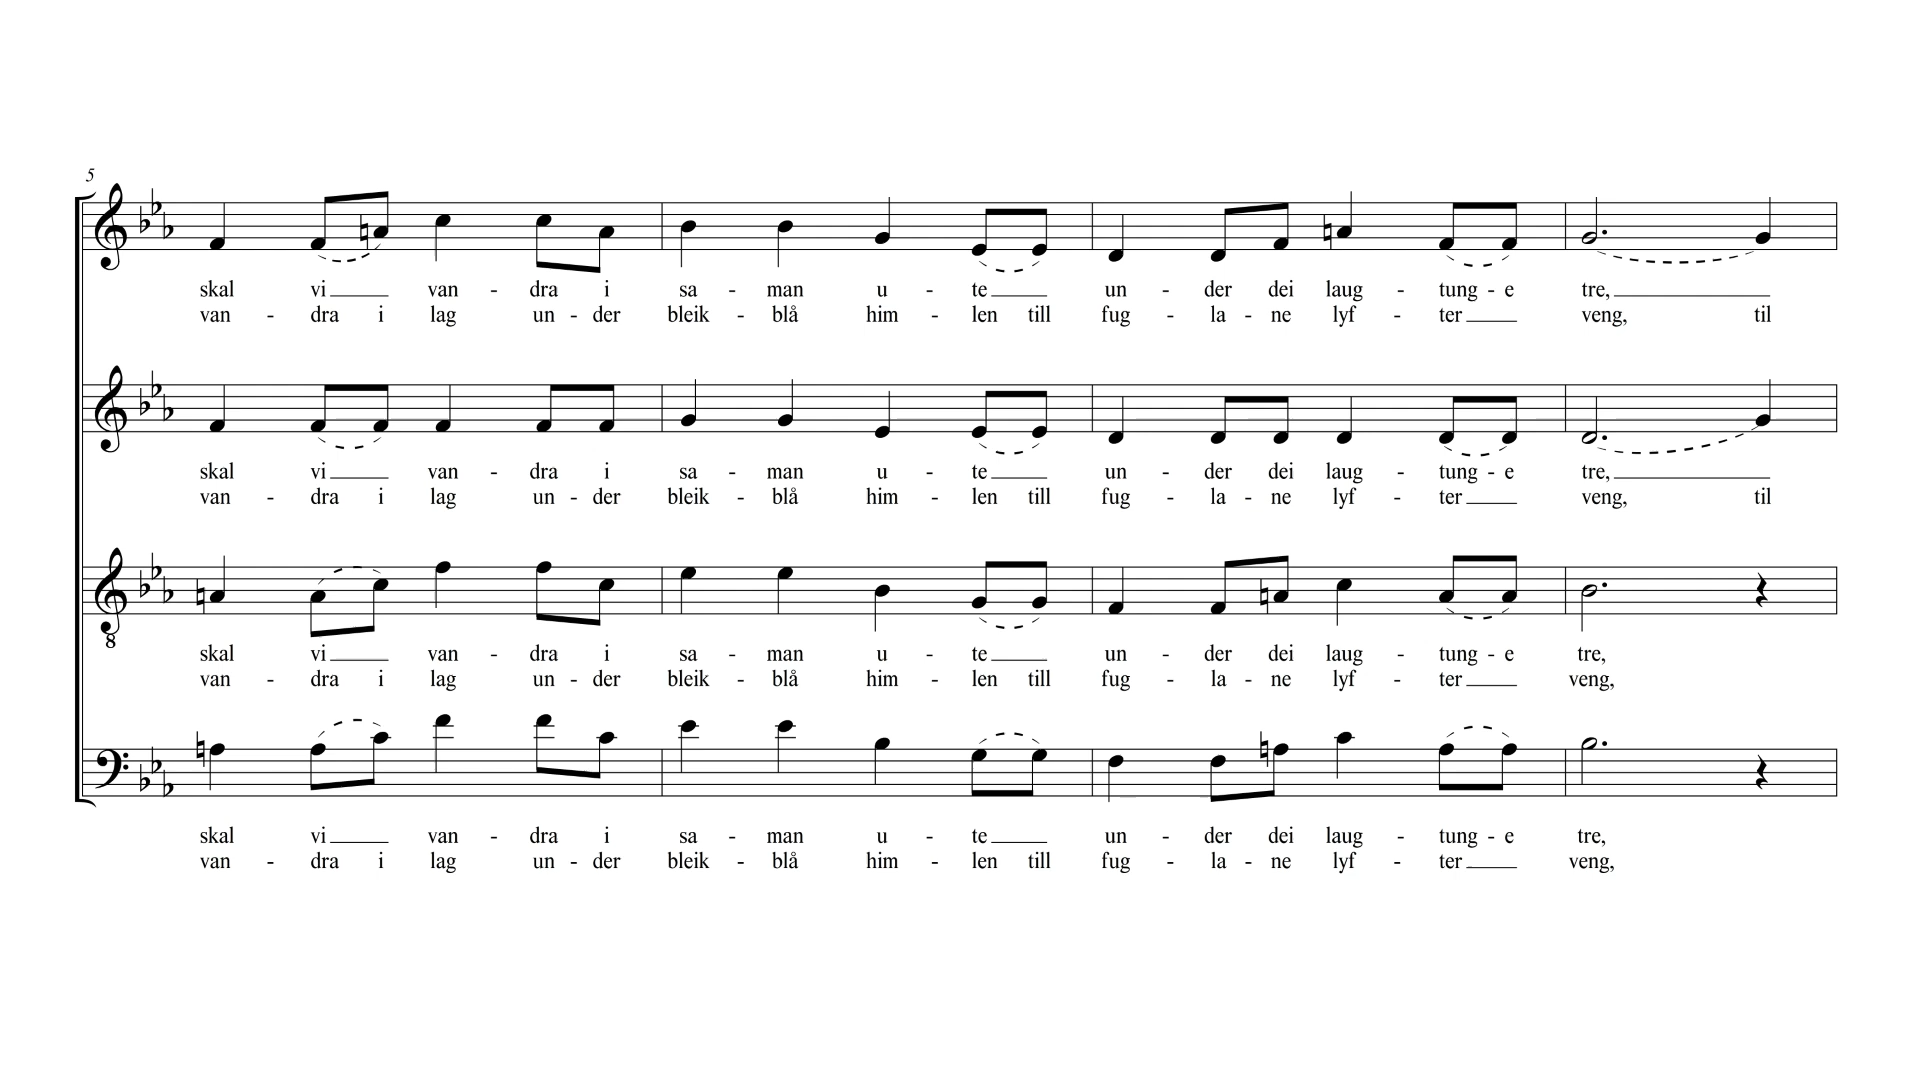 5
skal vi van - dra i sa - man u - te un - der dei laug - tung - e tre,
van - dra i lag un - der bleik - blå him - len till fug - la - ne lyf - ter veng, til
skal vi van - dra i sa - man u - te un - der dei laug - tung - e tre,
van - dra i lag un - der bleik - blå him - len till fug - la - ne lyf - ter veng, til
8
skal vi van - dra i sa - man u - te un - der dei laug - tung - e tre,
van - dra i lag un - der bleik - blå him - len till fug - la - ne lyf - ter veng,
skal vi van - dra i sa - man u - te un - der dei laug - tung - e tre,
van - dra i lag un - der bleik - blå him - len till fug - la - ne lyf - ter veng,